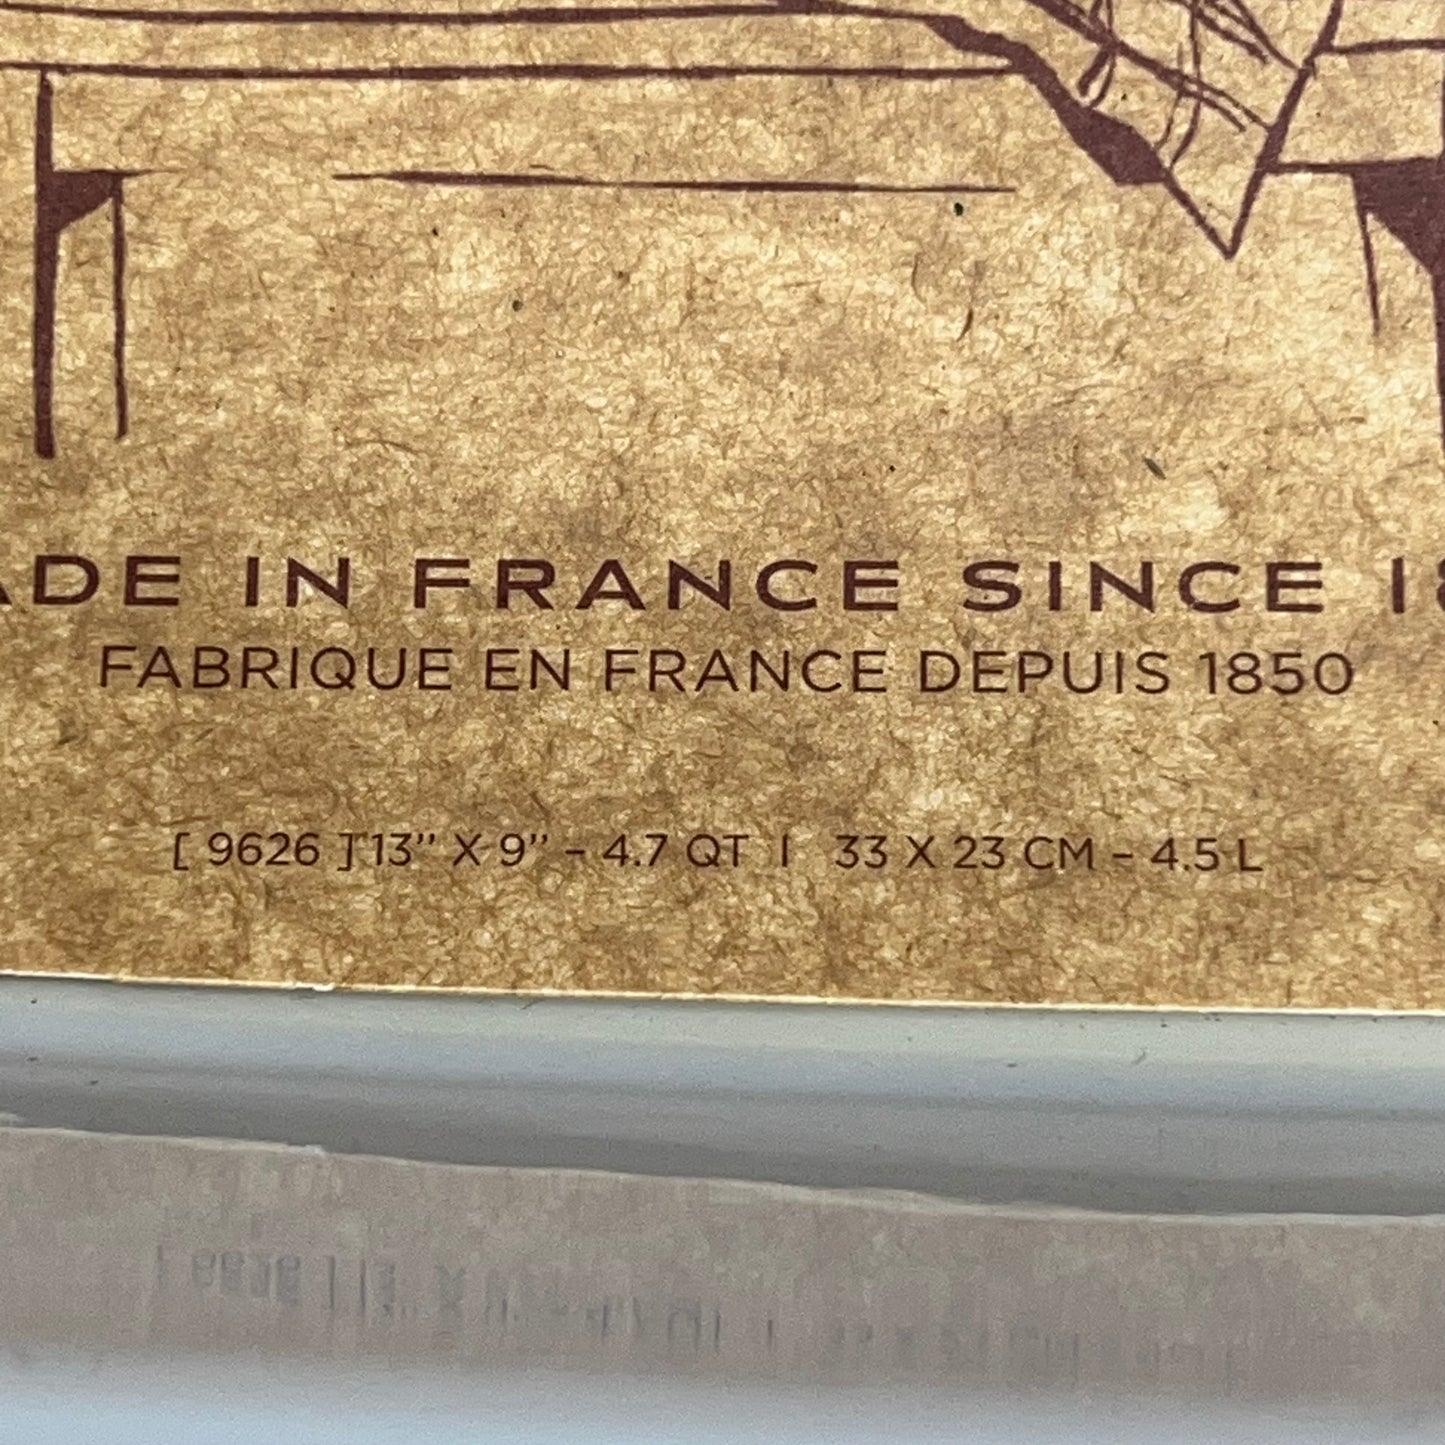 ADE IN FRANCE SINCE 18
FABRIQUE EN FRANCE DEPUIS 1850
[ 9626 ] 13” X 9” – 4.7 QT | 33 X 23 CM – 4.5 L